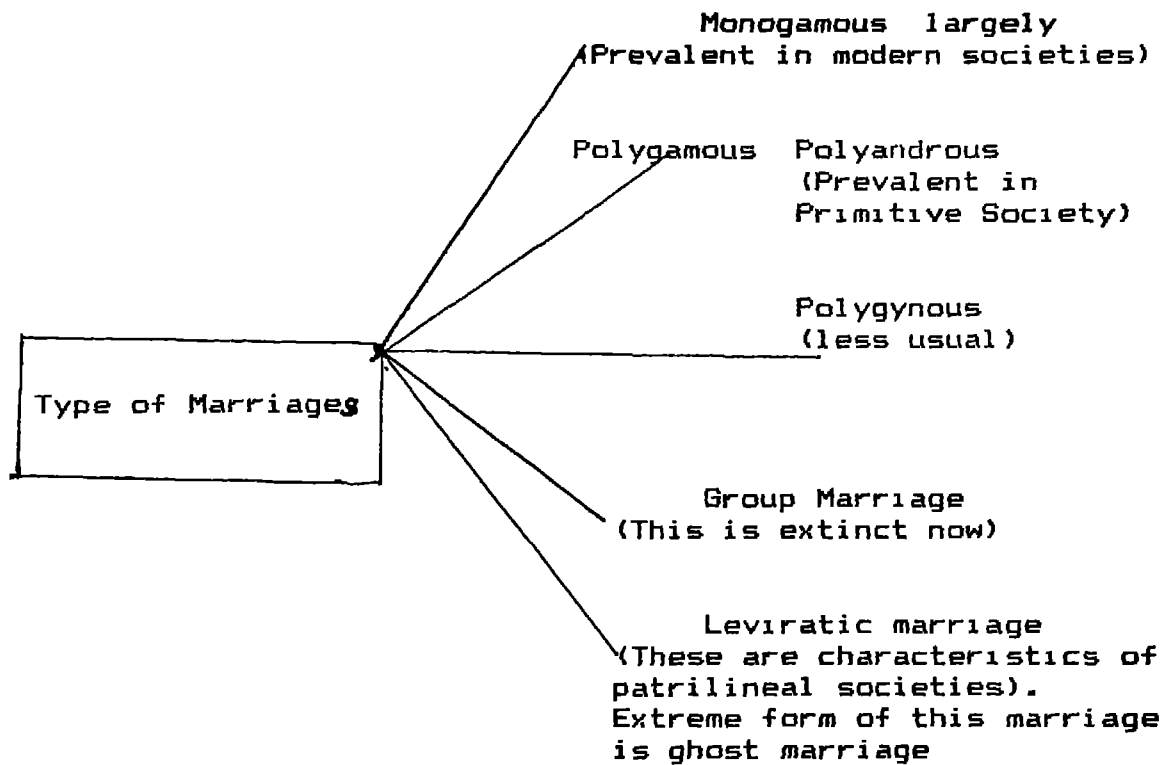 Monogamous largely
(Prevalent in modern societies)
Polygamous Polyandrous
(Prevalent in
Primitive Society)
Polygynous
(less usual)
Type of Marriages
Group Marriage
(This is extinct now)
Leviratic marriage
(These are characteristics of
patrilineal societies).
Extreme form of this marriage
is ghost marriage